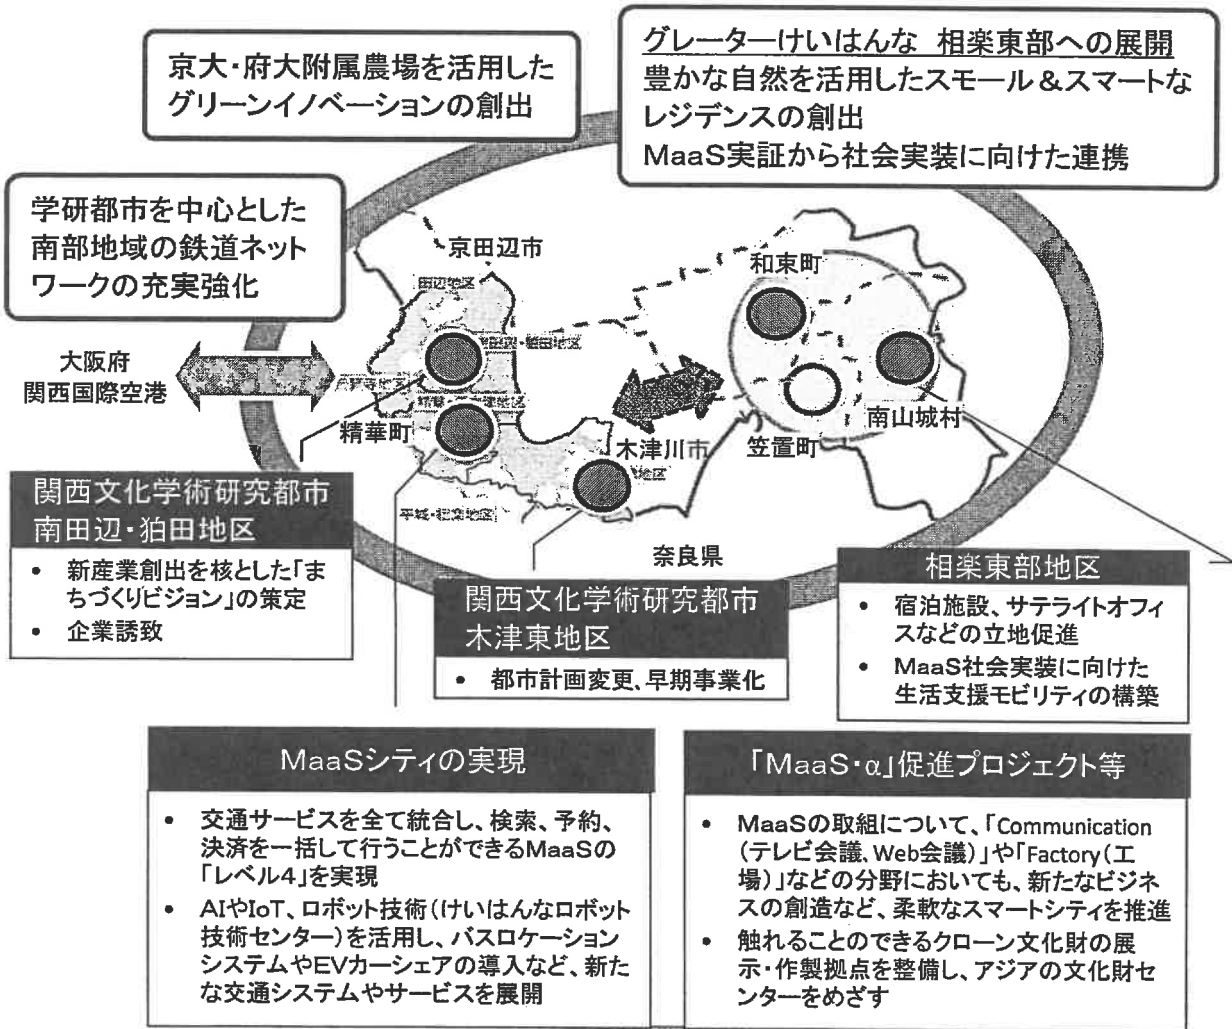 京大・府大附属農場を活用した
グリーンイノベーションの創出
グレーターけいはんな 相楽東部への展開
豊かな自然を活用したスモール＆スマートな
レジデンスの創出
MaaS実証から社会実装に向けた連携
学研都市を中心とした
南部地域の鉄道ネット
ワークの充実強化
京田辺市
田辺地区
和束町
大阪府
関西国際空港
精華町
木津川市
笠置町
南山城村
奈良県
関西文化学術研究都市
南田辺・狛田地区
• 新産業創出を核とした「ま
ちづくりビジョン」の策定
• 企業誘致
関西文化学術研究都市
木津東地区
• 都市計画変更、早期事業化
相楽東部地区
• 宿泊施設、サテライトオフィ
スなどの立地促進
• MaaS社会実装に向けた
生活支援モビリティの構築
MaaSシティの実現
• 交通サービスを全て統合し、検索、予約、
決済を一括して行うことができるMaaSの
「レベル4」を実現
• AIやIoT、ロボット技術（けいはんなロボット
技術センター）を活用し、バスロケーション
システムやEVカーシェアの導入など、新た
な交通システムやサービスを展開
「MaaS・α」促進プロジェクト等
• MaaSの取組について、「Communication
（テレビ会議、Web会議）」や「Factory（工
場）」などの分野においても、新たなビジネ
スの創造など、柔軟なスマートシティを推進
• 触れることのできるクローン文化財の展
示・作製拠点を整備し、アジアの文化財セ
ンターをめざす